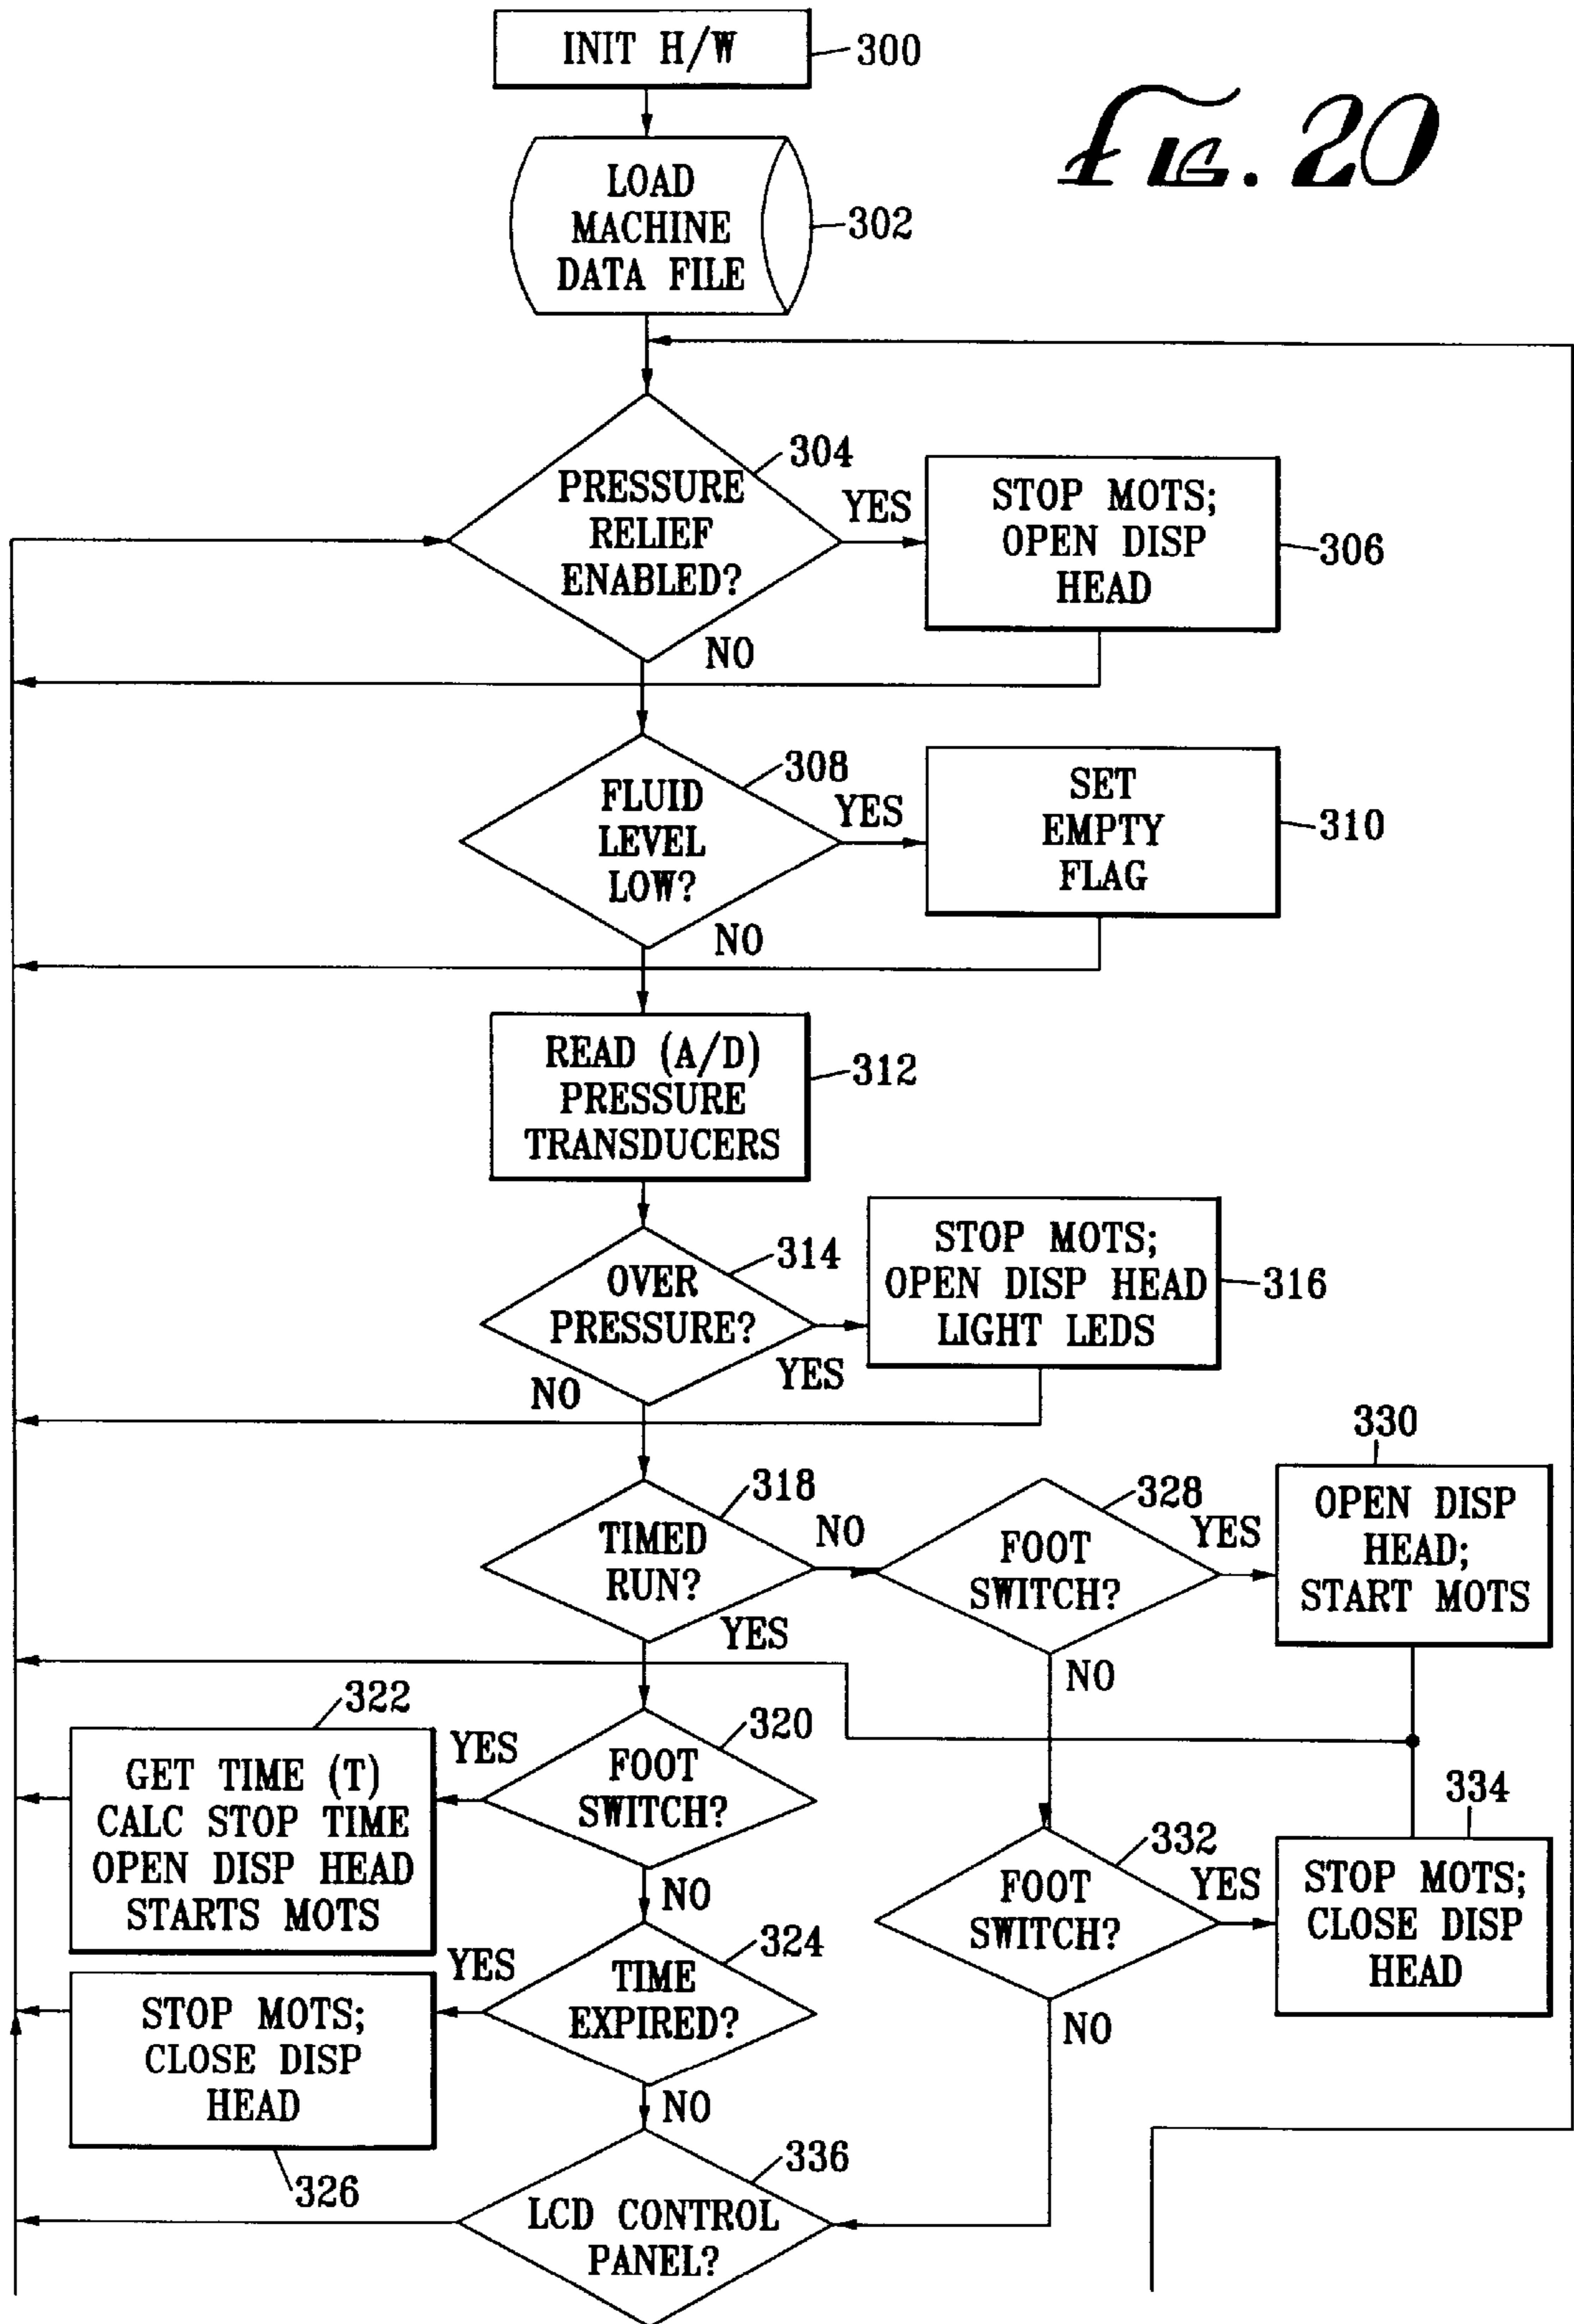 INIT H/W
300
FIG. 20
LOAD
MACHINE
DATA FILE
302
304
PRESSURE
RELIEF
ENABLED?
YES
STOP MOTS;
OPEN DISP
HEAD
306
NO
308
FLUID
LEVEL
LOW?
YES
SET
EMPTY
FLAG
310
NO
READ (A/D)
PRESSURE
TRANSDUCERS
312
314
OVER
PRESSURE?
YES
STOP MOTS;
OPEN DISP HEAD
LIGHT LEDS
316
NO
318
TIMED
RUN?
NO
328
FOOT
SWITCH?
YES
330
OPEN DISP
HEAD;
START MOTS
YES
NO
320
FOOT
SWITCH?
YES
322
GET TIME (T)
CALC STOP TIME
OPEN DISP HEAD
STARTS MOTS
NO
332
FOOT
SWITCH?
YES
334
STOP MOTS;
CLOSE DISP
HEAD
324
TIME
EXPIRED?
YES
STOP MOTS;
CLOSE DISP
HEAD
326
NO
NO
336
LCD CONTROL
PANEL?